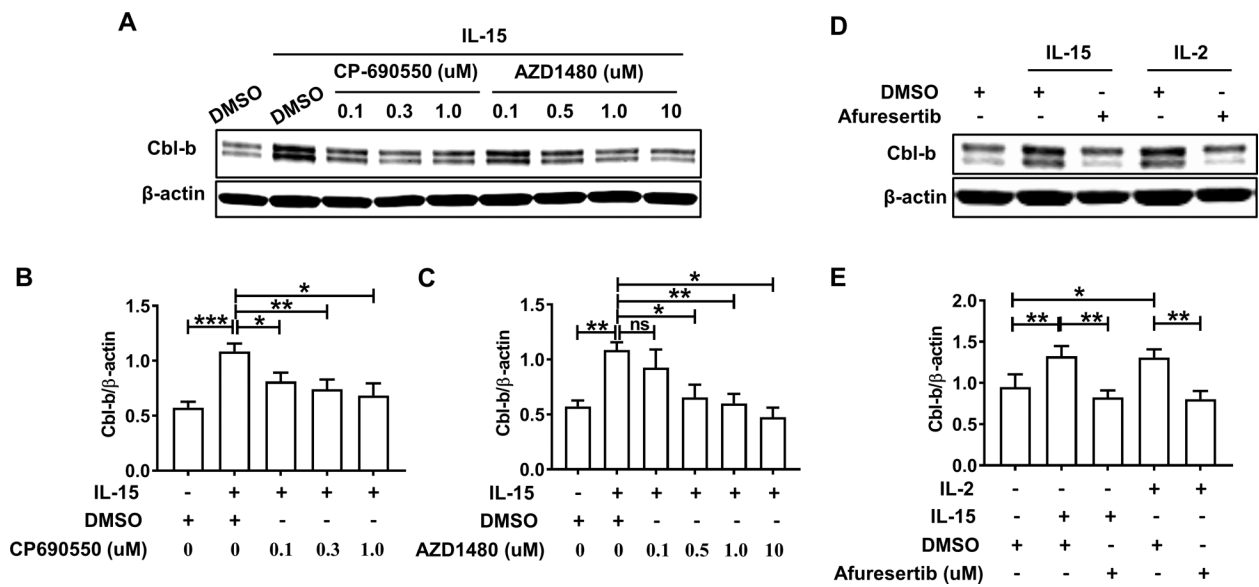 A
IL-15
CP-690550 (uM) AZD1480 (uM)
DMSO DMSO 0.1 0.3 1.0 0.1 0.5 1.0 10
Cbl-b
β-actin
D
IL-15 IL-2
DMSO + + - + -
Afuresertib - - + - +
Cbl-b
β-actin
B
* ** *** *
Cbl-b/β-actin
1.5
1.0
0.5
0.0
IL-15 - + + + +
DMSO + + - - -
CP690550 (uM) 0 0 0.1 0.3 1.0
C
* ** * ** ns
Cbl-b/β-actin
1.5
1.0
0.5
0.0
IL-15 - + + + + +
DMSO + + - - - -
AZD1480 (uM) 0 0 0.1 0.5 1.0 10
E
* ** ** **
Cbl-b/β-actin
2.0
1.5
1.0
0.5
0.0
IL-2 - - - + +
IL-15 - + + - -
DMSO + + - + -
Afuresertib (uM) - - + - +